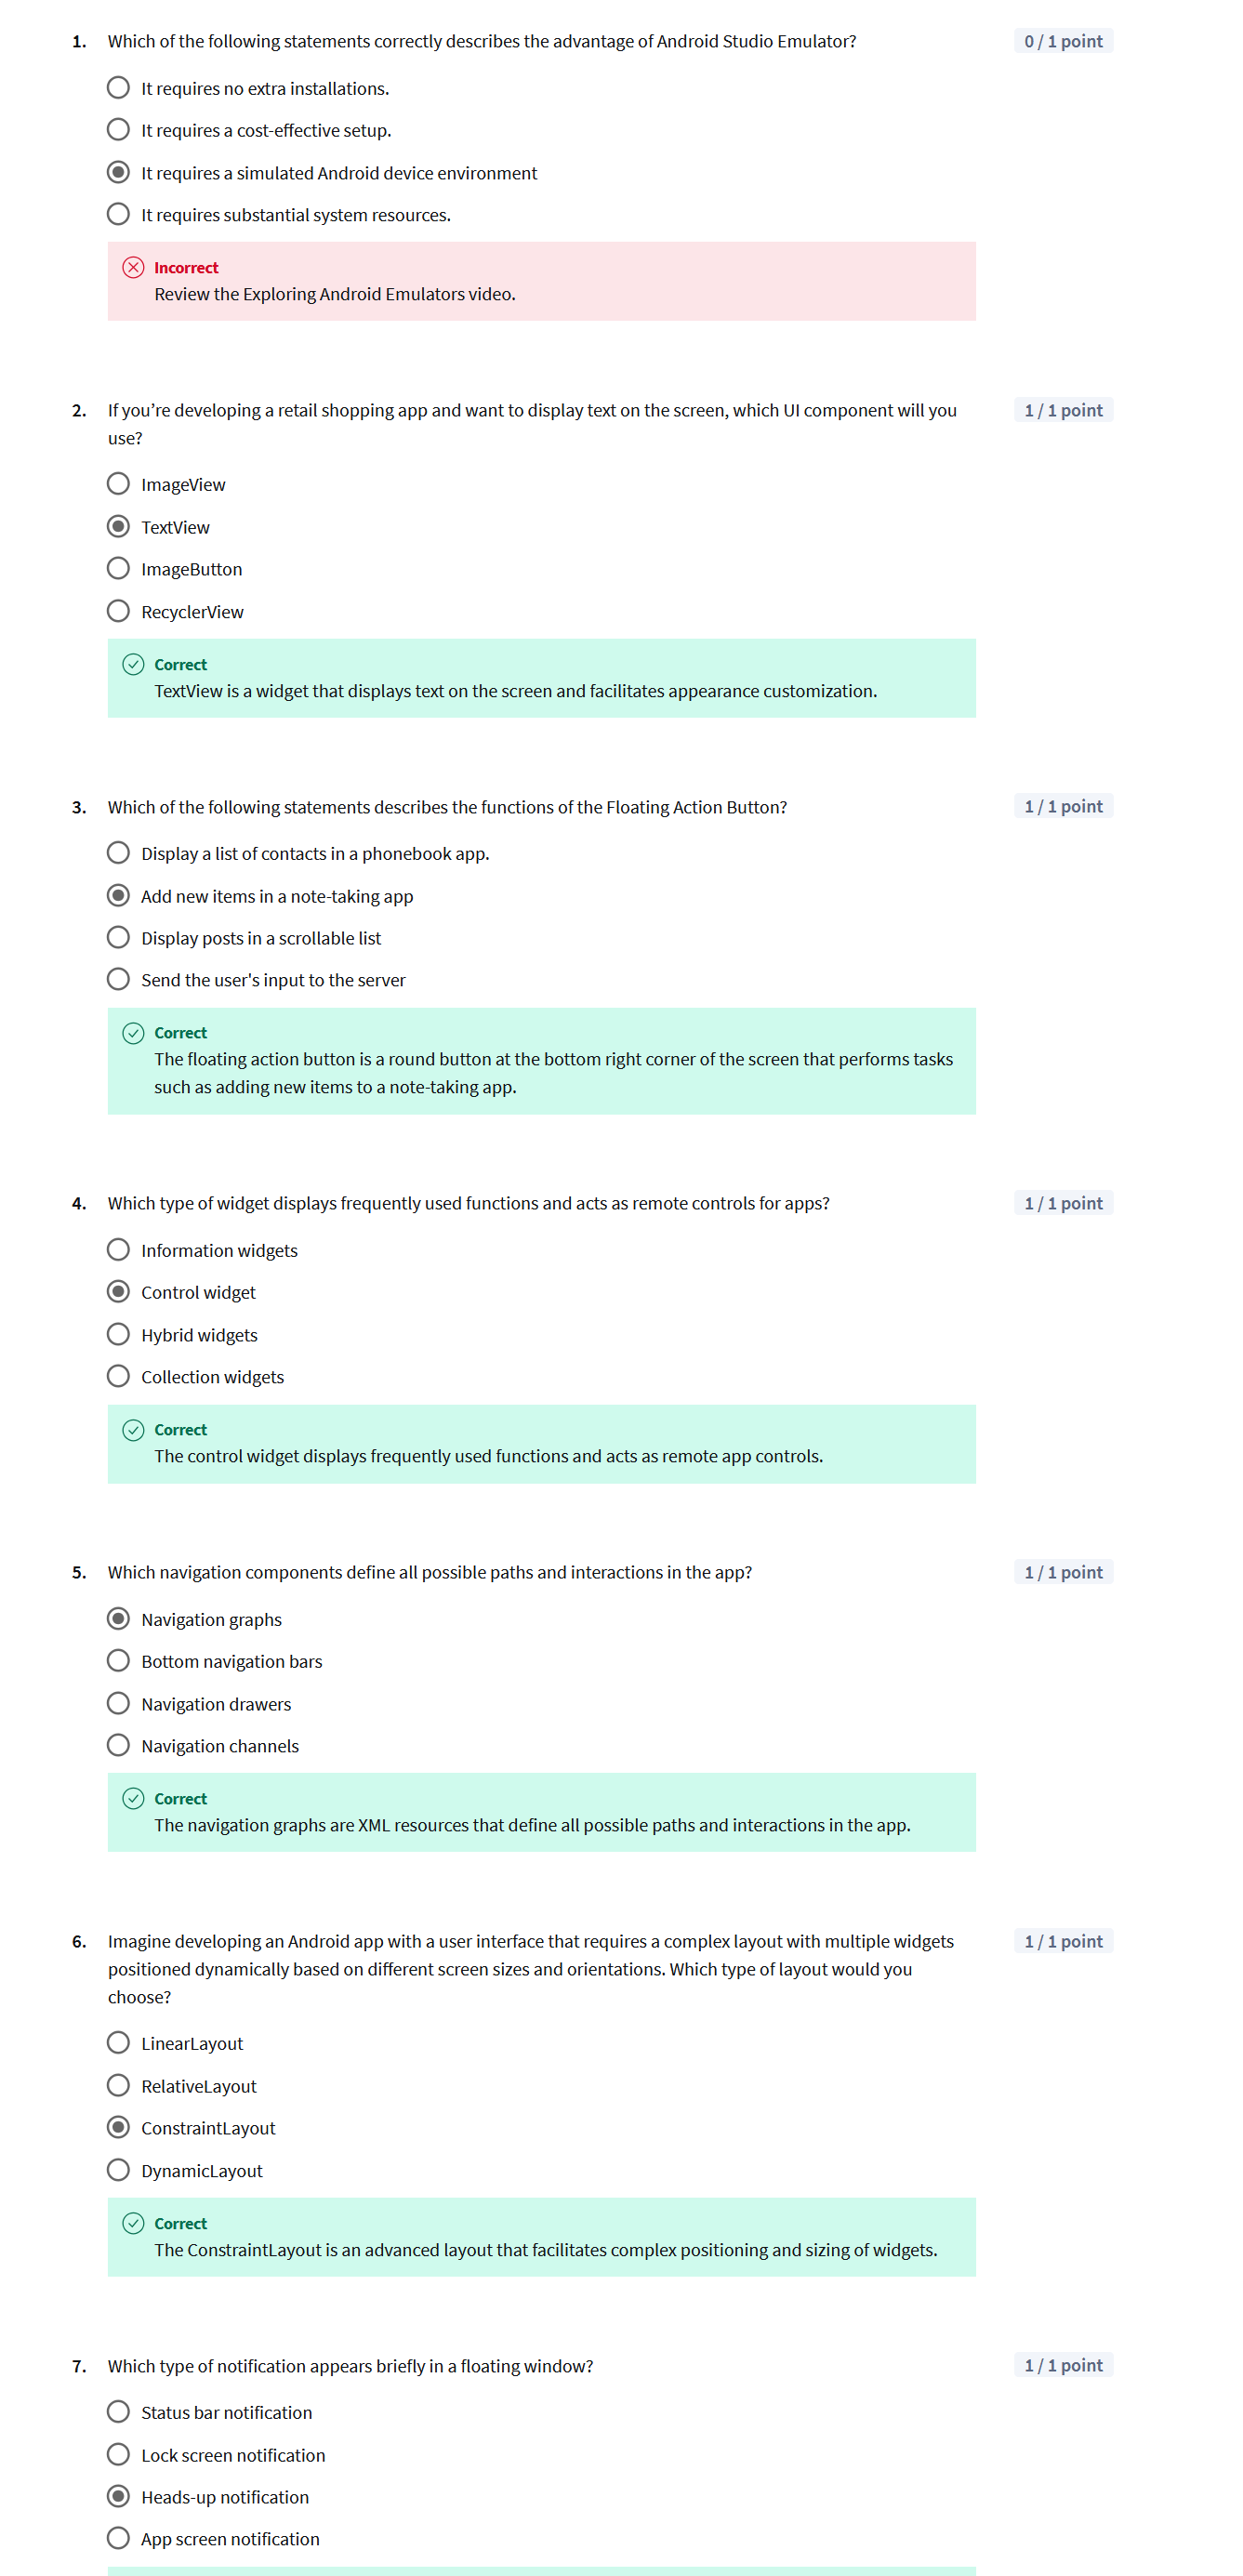 1. Which of the following statements correctly describes the advantage of Android Studio Emulator? 0 / 1 point
It requires no extra installations.
It requires a cost-effective setup.
It requires a simulated Android device environment
It requires substantial system resources.
Incorrect
Review the Exploring Android Emulators video.
2. If you’re developing a retail shopping app and want to display text on the screen, which UI component will you 1 / 1 point
use?
ImageView
TextView
ImageButton
RecyclerView
Correct
TextView is a widget that displays text on the screen and facilitates appearance customization.
3. Which of the following statements describes the functions of the Floating Action Button? 1 / 1 point
Display a list of contacts in a phonebook app.
Add new items in a note-taking app
Display posts in a scrollable list
Send the user's input to the server
Correct
The floating action button is a round button at the bottom right corner of the screen that performs tasks
such as adding new items to a note-taking app.
4. Which type of widget displays frequently used functions and acts as remote controls for apps? 1 / 1 point
Information widgets
Control widget
Hybrid widgets
Collection widgets
Correct
The control widget displays frequently used functions and acts as remote app controls.
5. Which navigation components define all possible paths and interactions in the app? 1 / 1 point
Navigation graphs
Bottom navigation bars
Navigation drawers
Navigation channels
Correct
The navigation graphs are XML resources that define all possible paths and interactions in the app.
6. Imagine developing an Android app with a user interface that requires a complex layout with multiple widgets 1 / 1 point
positioned dynamically based on different screen sizes and orientations. Which type of layout would you
choose?
LinearLayout
RelativeLayout
ConstraintLayout
DynamicLayout
Correct
The ConstraintLayout is an advanced layout that facilitates complex positioning and sizing of widgets.
7. Which type of notification appears briefly in a floating window? 1 / 1 point
Status bar notification
Lock screen notification
Heads-up notification
App screen notification